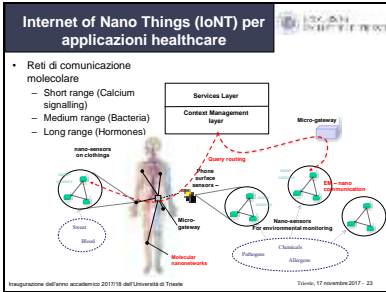 Internet of Nano Things (IoNT) per
applicazioni healthcare
• Reti di comunicazione
molecolare
– Short range (Calcium
signalling)
– Medium range (Bacteria)
– Long range (Hormones)
Services Layer
Context Management
layer
Micro-gateway
Query routing
nano-sensors
on clothings
Phone
surface
sensors –
EM – nano
communication
Micro-
gateway
Nano-sensors
For environmental monitoring
Sweat
Blood
Molecular
nanonetworks
Chemicals
Pathogens
Allergens
Inaugurazione dell'anno accademico 2017/18 dell'Università di Trieste
Trieste, 17 novembre 2017 - 23